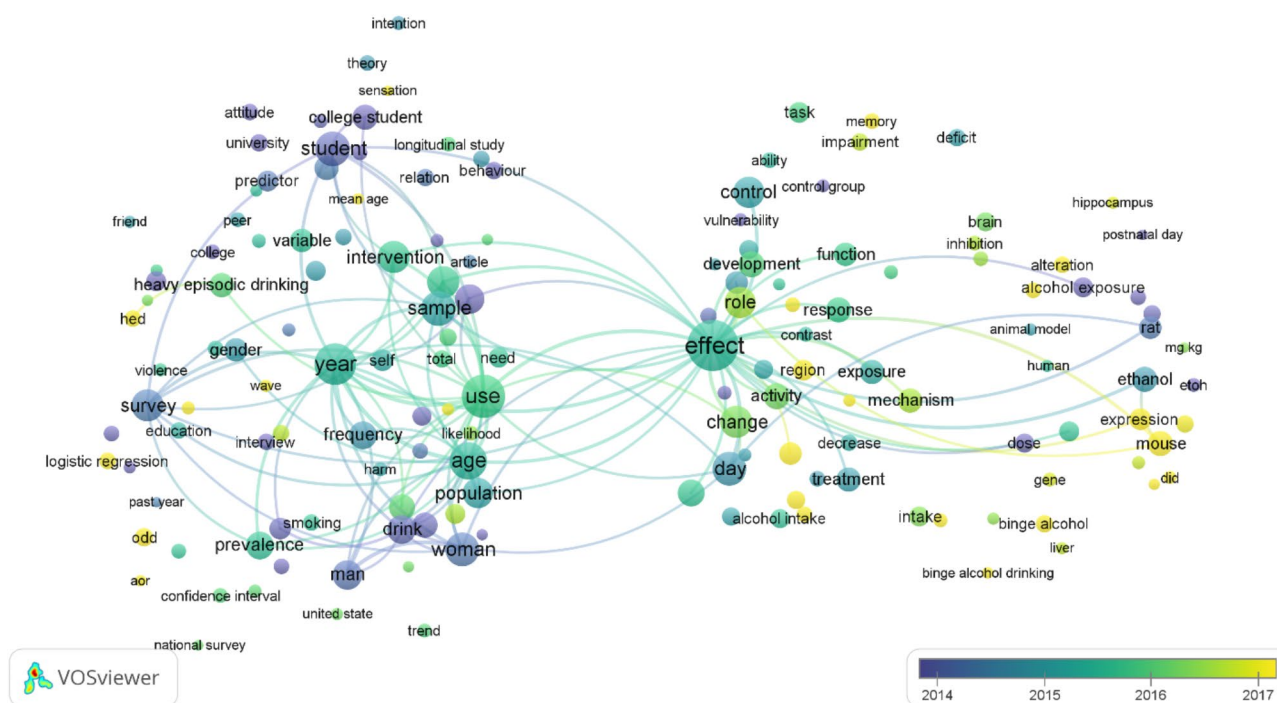 intention
theory
sensation
attitude
college student
university
student
longitudinal study
behaviour
predictor
relation
mean age
friend
peer
variable
college
intervention
article
heavy episodic drinking
sample
hed
gender
year
self
total
need
violence
wave
use
survey
education
interview
frequency
likelihood
logistic regression
harm
age
past year
population
smoking
drink
odd
prevalence
woman
man
aor
confidence interval
united state
trend
national survey
task
memory
impairment
deficit
ability
control
control group
vulnerability
hippocampus
brain
postnatal day
inhibition
development
function
alteration
alcohol exposure
role
response
animal model
rat
contrast
effect
mg kg
region
exposure
human
ethanol
etoh
activity
mechanism
change
expression
decrease
dose
mouse
day
treatment
gene
did
alcohol intake
intake
binge alcohol
liver
binge alcohol drinking
VOSviewer
2014 2015 2016 2017